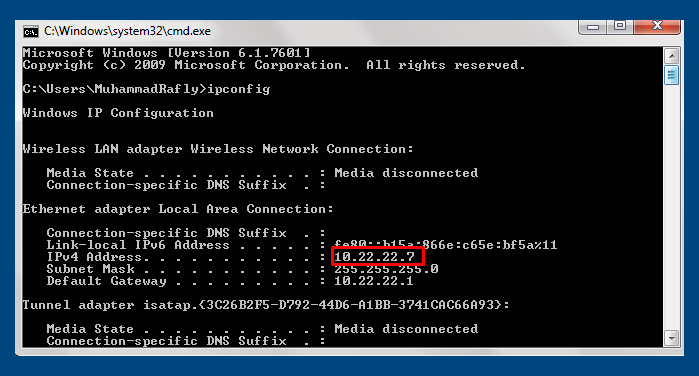 C:\Windows\system32\cmd.exe
Microsoft Windows [Version 6.1.7601]
Copyright (c) 2009 Microsoft Corporation.  All rights reserved.
C:\Users\MuhammadRafly>ipconfig
Windows IP Configuration
Wireless LAN adapter Wireless Network Connection:
   Media State . . . . . . . . . . . : Media disconnected
   Connection-specific DNS Suffix  . :
Ethernet adapter Local Area Connection:
   Connection-specific DNS Suffix  . :
   Link-local IPv6 Address . . . . . : fe80::b15a:866e:c65e:bf5a%11
   IPv4 Address. . . . . . . . . . . : 10.22.22.7
   Subnet Mask . . . . . . . . . . . : 255.255.255.0
   Default Gateway . . . . . . . . . : 10.22.22.1
Tunnel adapter isatap.{3C26B2F5-D792-44D6-A1BB-3741CAC66A93}:
   Media State . . . . . . . . . . . : Media disconnected
   Connection-specific DNS Suffix  . :